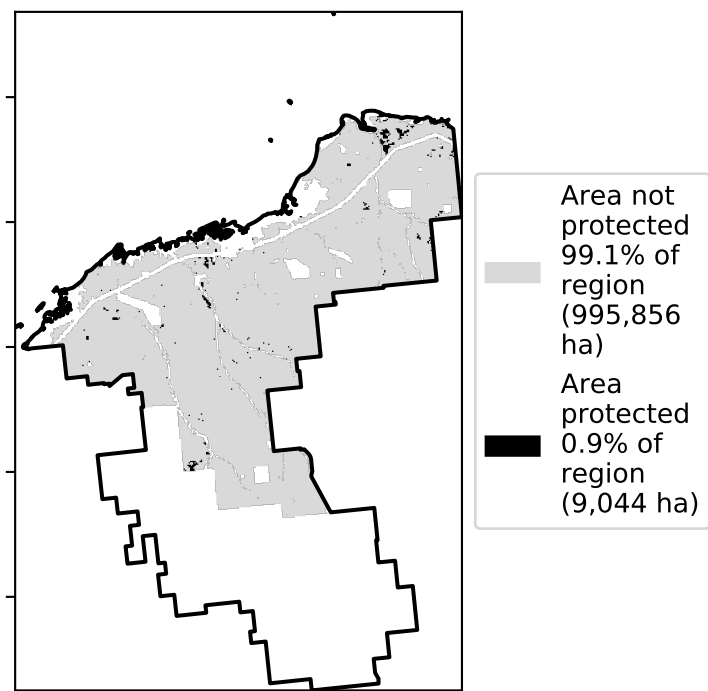 Area not
protected
99.1% of
region
(995,856
ha)
Area
protected
0.9% of
region
(9,044 ha)